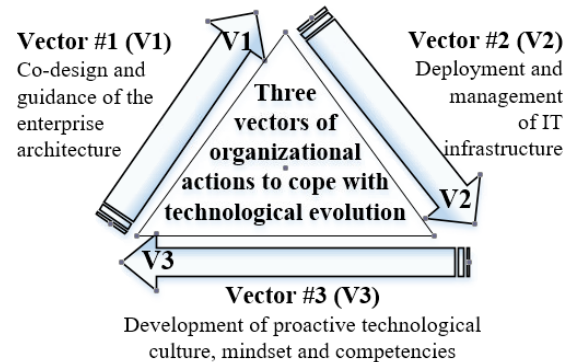 Vector #1 (V1)
Co-design and
guidance of the
enterprise
architecture
V1
Vector #2 (V2)
Deployment and
management
of IT
infrastructure
V2
Three
vectors of
organizational
actions to cope with
technological evolution
V3
Vector #3 (V3)
Development of proactive technological
culture, mindset and competencies